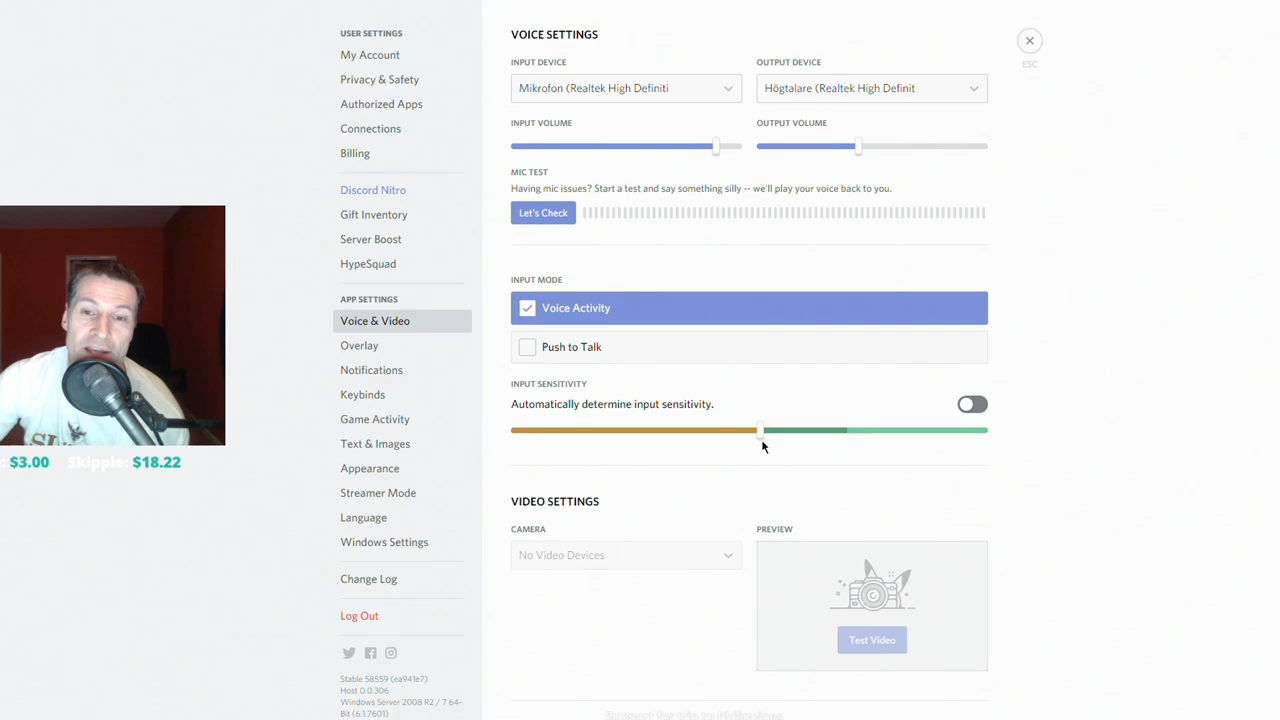 USER SETTINGS
My Account
Privacy & Safety
Authorized Apps
Connections
Billing
Discord Nitro
Gift Inventory
Server Boost
HypeSquad
APP SETTINGS
Voice & Video
Overlay
Notifications
Keybinds
Game Activity
Text & Images
Appearance
Streamer Mode
Language
Windows Settings
Change Log
Log Out
Stable 58559 (ea941e7)
Host 0.0.306
Windows Server 2008 R2 / 7 64-
Bit (6.1.7601)
VOICE SETTINGS
INPUT DEVICE
Mikrofon (Realtek High Definiti
OUTPUT DEVICE
Högtalare (Realtek High Definit
INPUT VOLUME
OUTPUT VOLUME
MIC TEST
Having mic issues? Start a test and say something silly -- we'll play your voice back to you.
Let's Check
INPUT MODE
Voice Activity
Push to Talk
INPUT SENSITIVITY
Automatically determine input sensitivity.
VIDEO SETTINGS
CAMERA
No Video Devices
PREVIEW
Test Video
ESC
: $3.00 Skippie: $18.22
Support for trip to Philippines